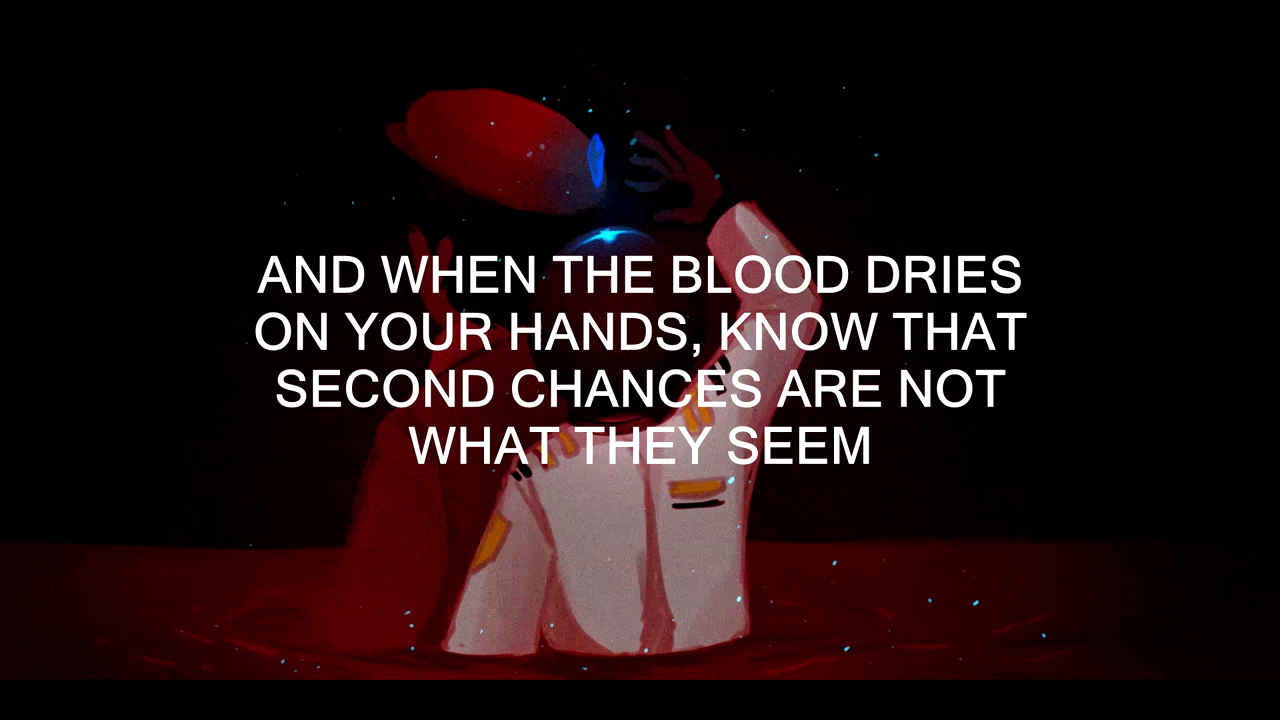 AND WHEN THE BLOOD DRIES
ON YOUR HANDS, KNOW THAT
SECOND CHANCES ARE NOT
WHAT THEY SEEM